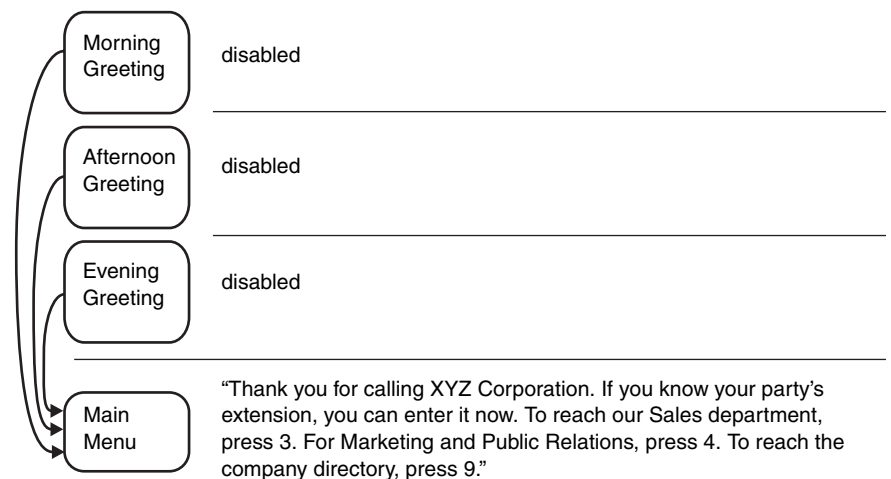 Morning
Greeting
disabled
Afternoon
Greeting
disabled
Evening
Greeting
disabled
Main
Menu
“Thank you for calling XYZ Corporation. If you know your party’s
extension, you can enter it now. To reach our Sales department,
press 3. For Marketing and Public Relations, press 4. To reach the
company directory, press 9.”